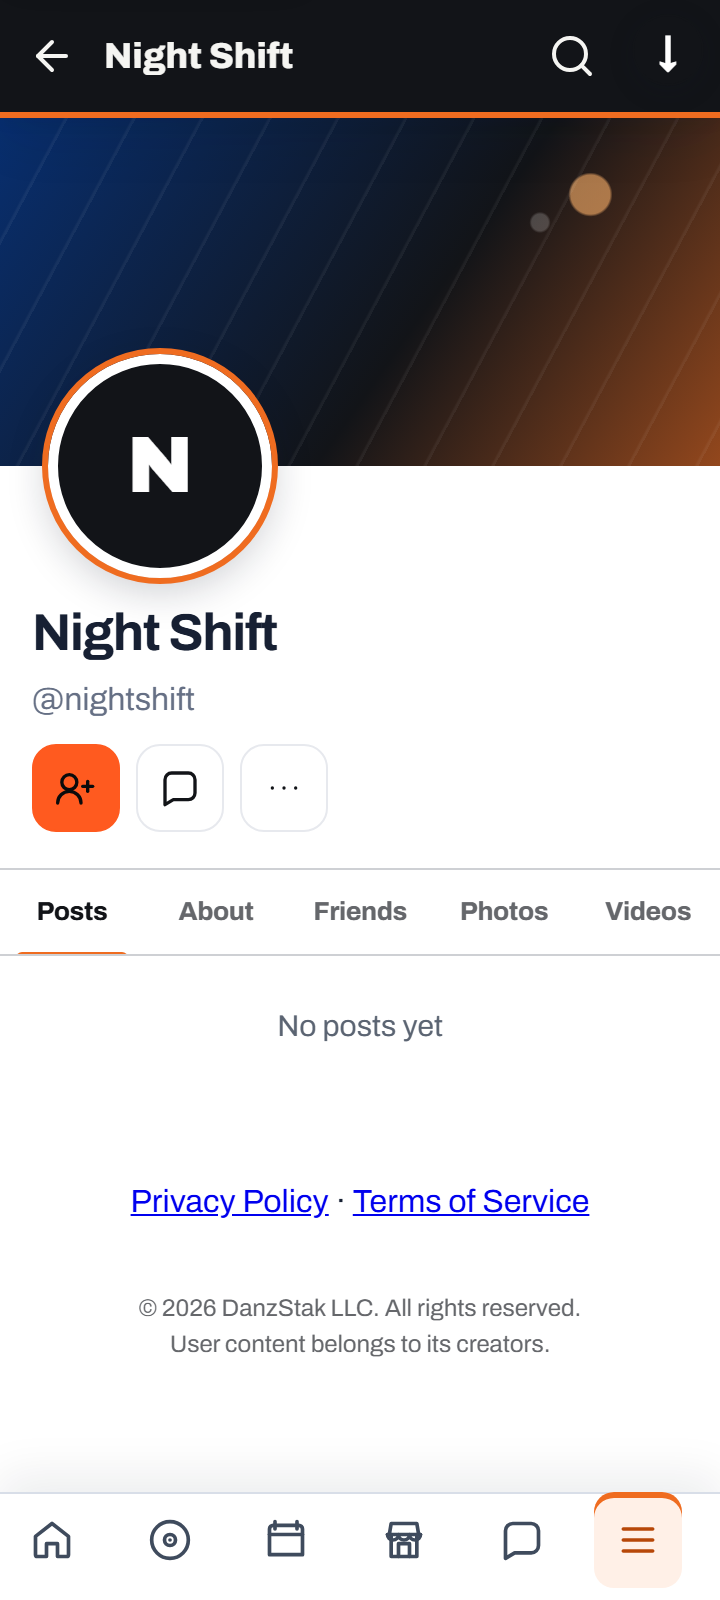 Night Shift
N
Night Shift
@nightshift
Posts About Friends Photos Videos
No posts yet
Privacy Policy · Terms of Service
© 2026 DanzStak LLC. All rights reserved.
User content belongs to its creators.